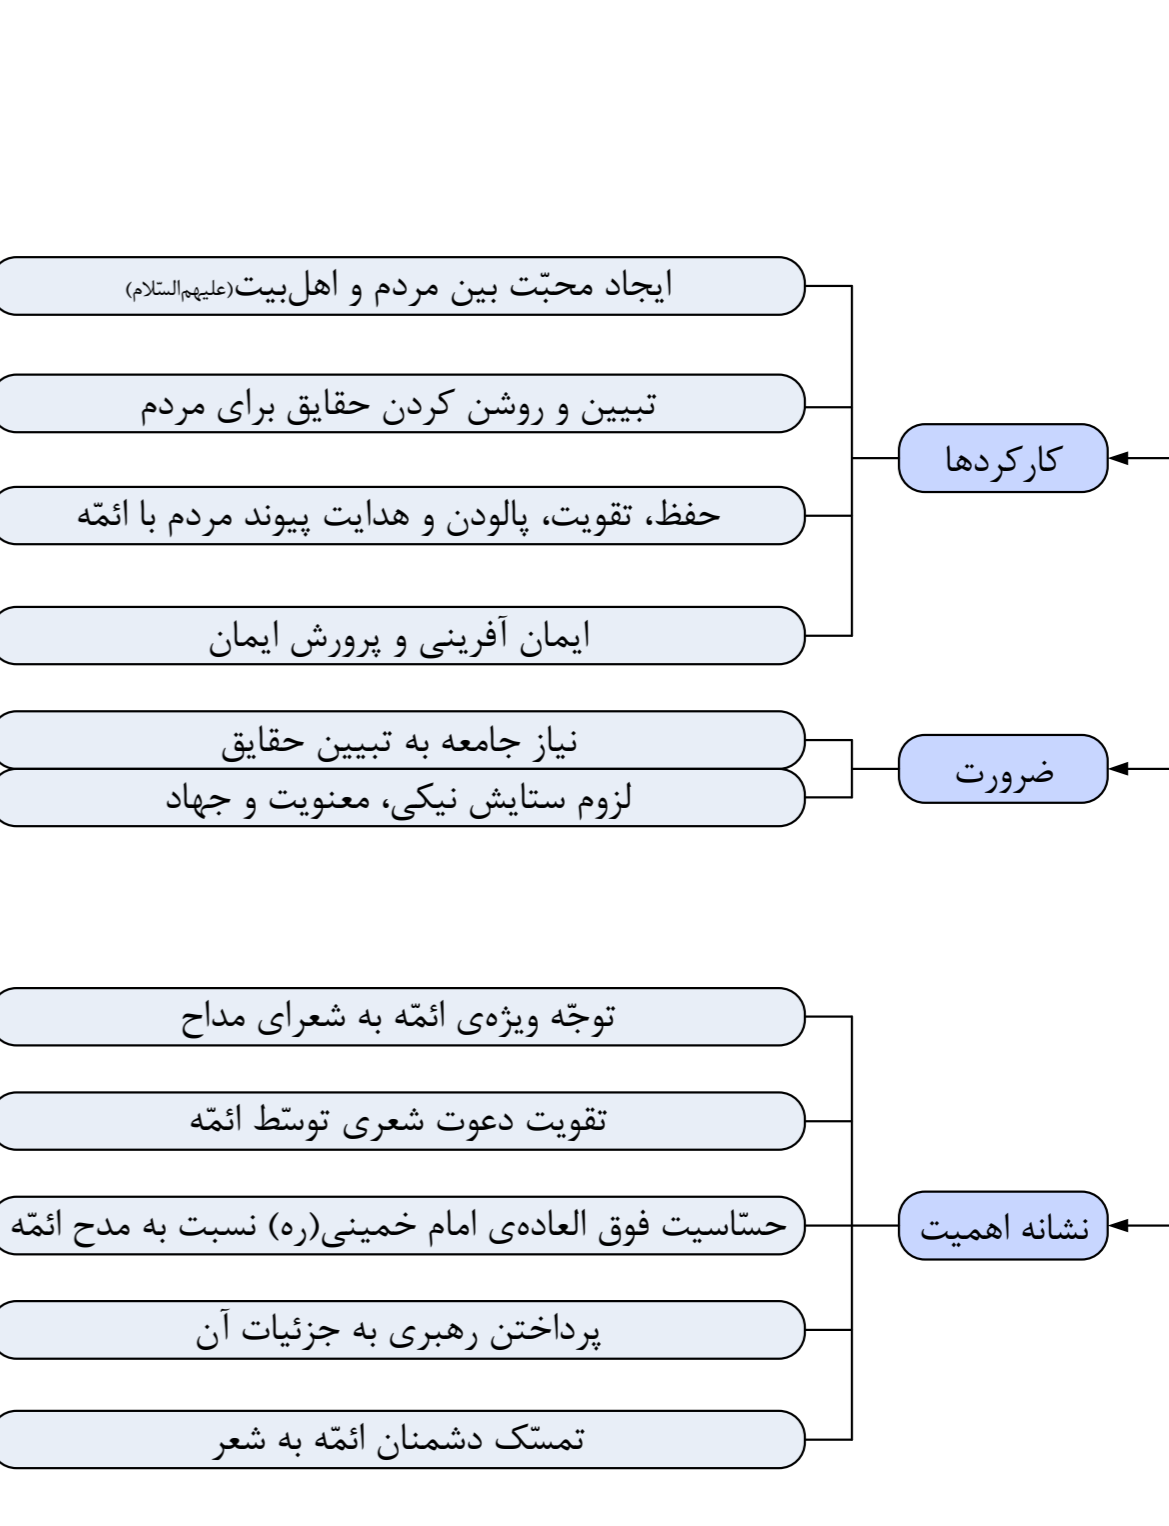 کارکردها
ایجاد محبّت بین مردم و اهل‌بیت(علیهم‌السّلام)
تبیین و روشن کردن حقایق برای مردم
حفظ، تقویت، پالودن و هدایت پیوند مردم با ائمّه
ایمان آفرینی و پرورش ایمان
ضرورت
نیاز جامعه به تبیین حقایق
لزوم ستایش نیکی، معنویت و جهاد
نشانه اهمیت
توجّه ویژه‌ی ائمّه به شعرای مداح
تقویت دعوت شعری توسّط ائمّه
حسّاسیت فوق العاده‌ی امام خمینی(ره) نسبت به مدح ائمّه
پرداختن رهبری به جزئیات آن
تمسّک دشمنان ائمّه به شعر